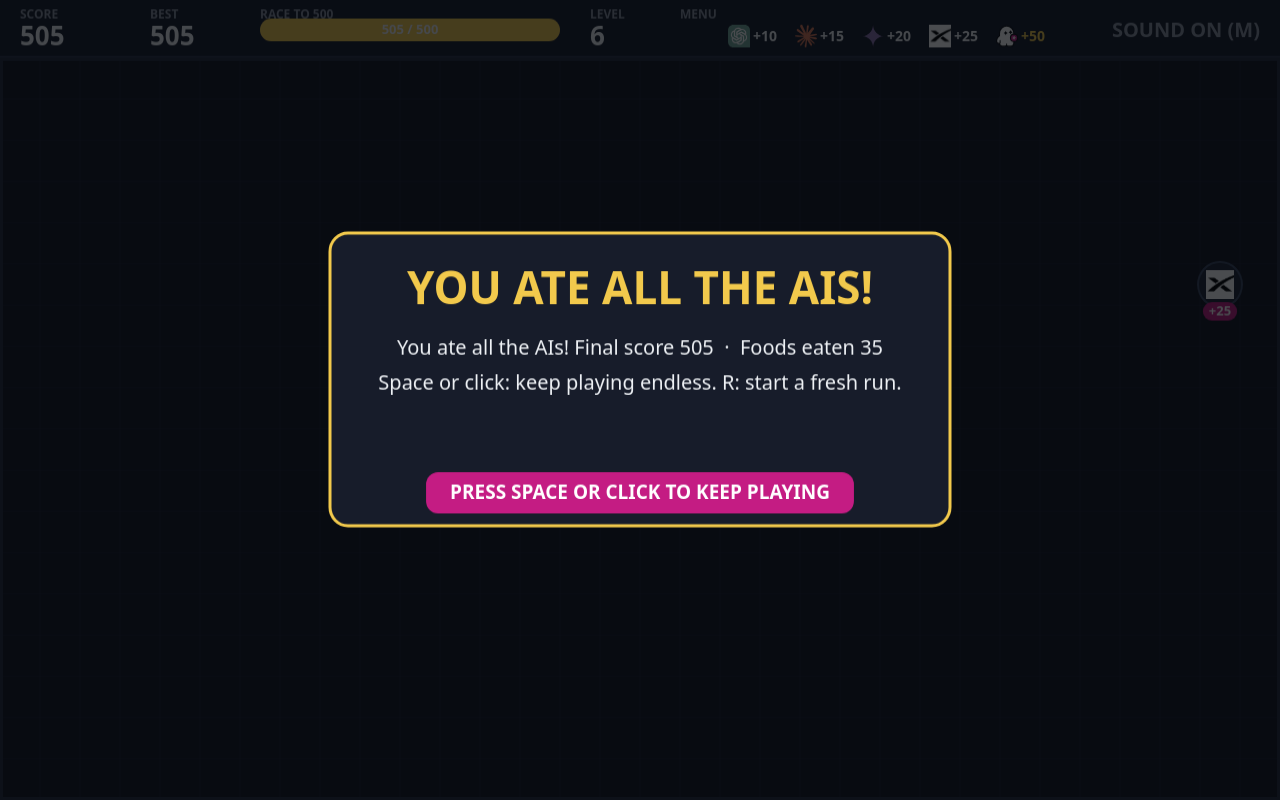 SCORE
505
BEST
505
RACE TO 500
505 / 500
LEVEL
6
MENU
+10
+15
+20
+25
+50
SOUND ON (M)
+25
YOU ATE ALL THE AIS!
You ate all the AIs! Final score 505 · Foods eaten 35
Space or click: keep playing endless. R: start a fresh run.
PRESS SPACE OR CLICK TO KEEP PLAYING